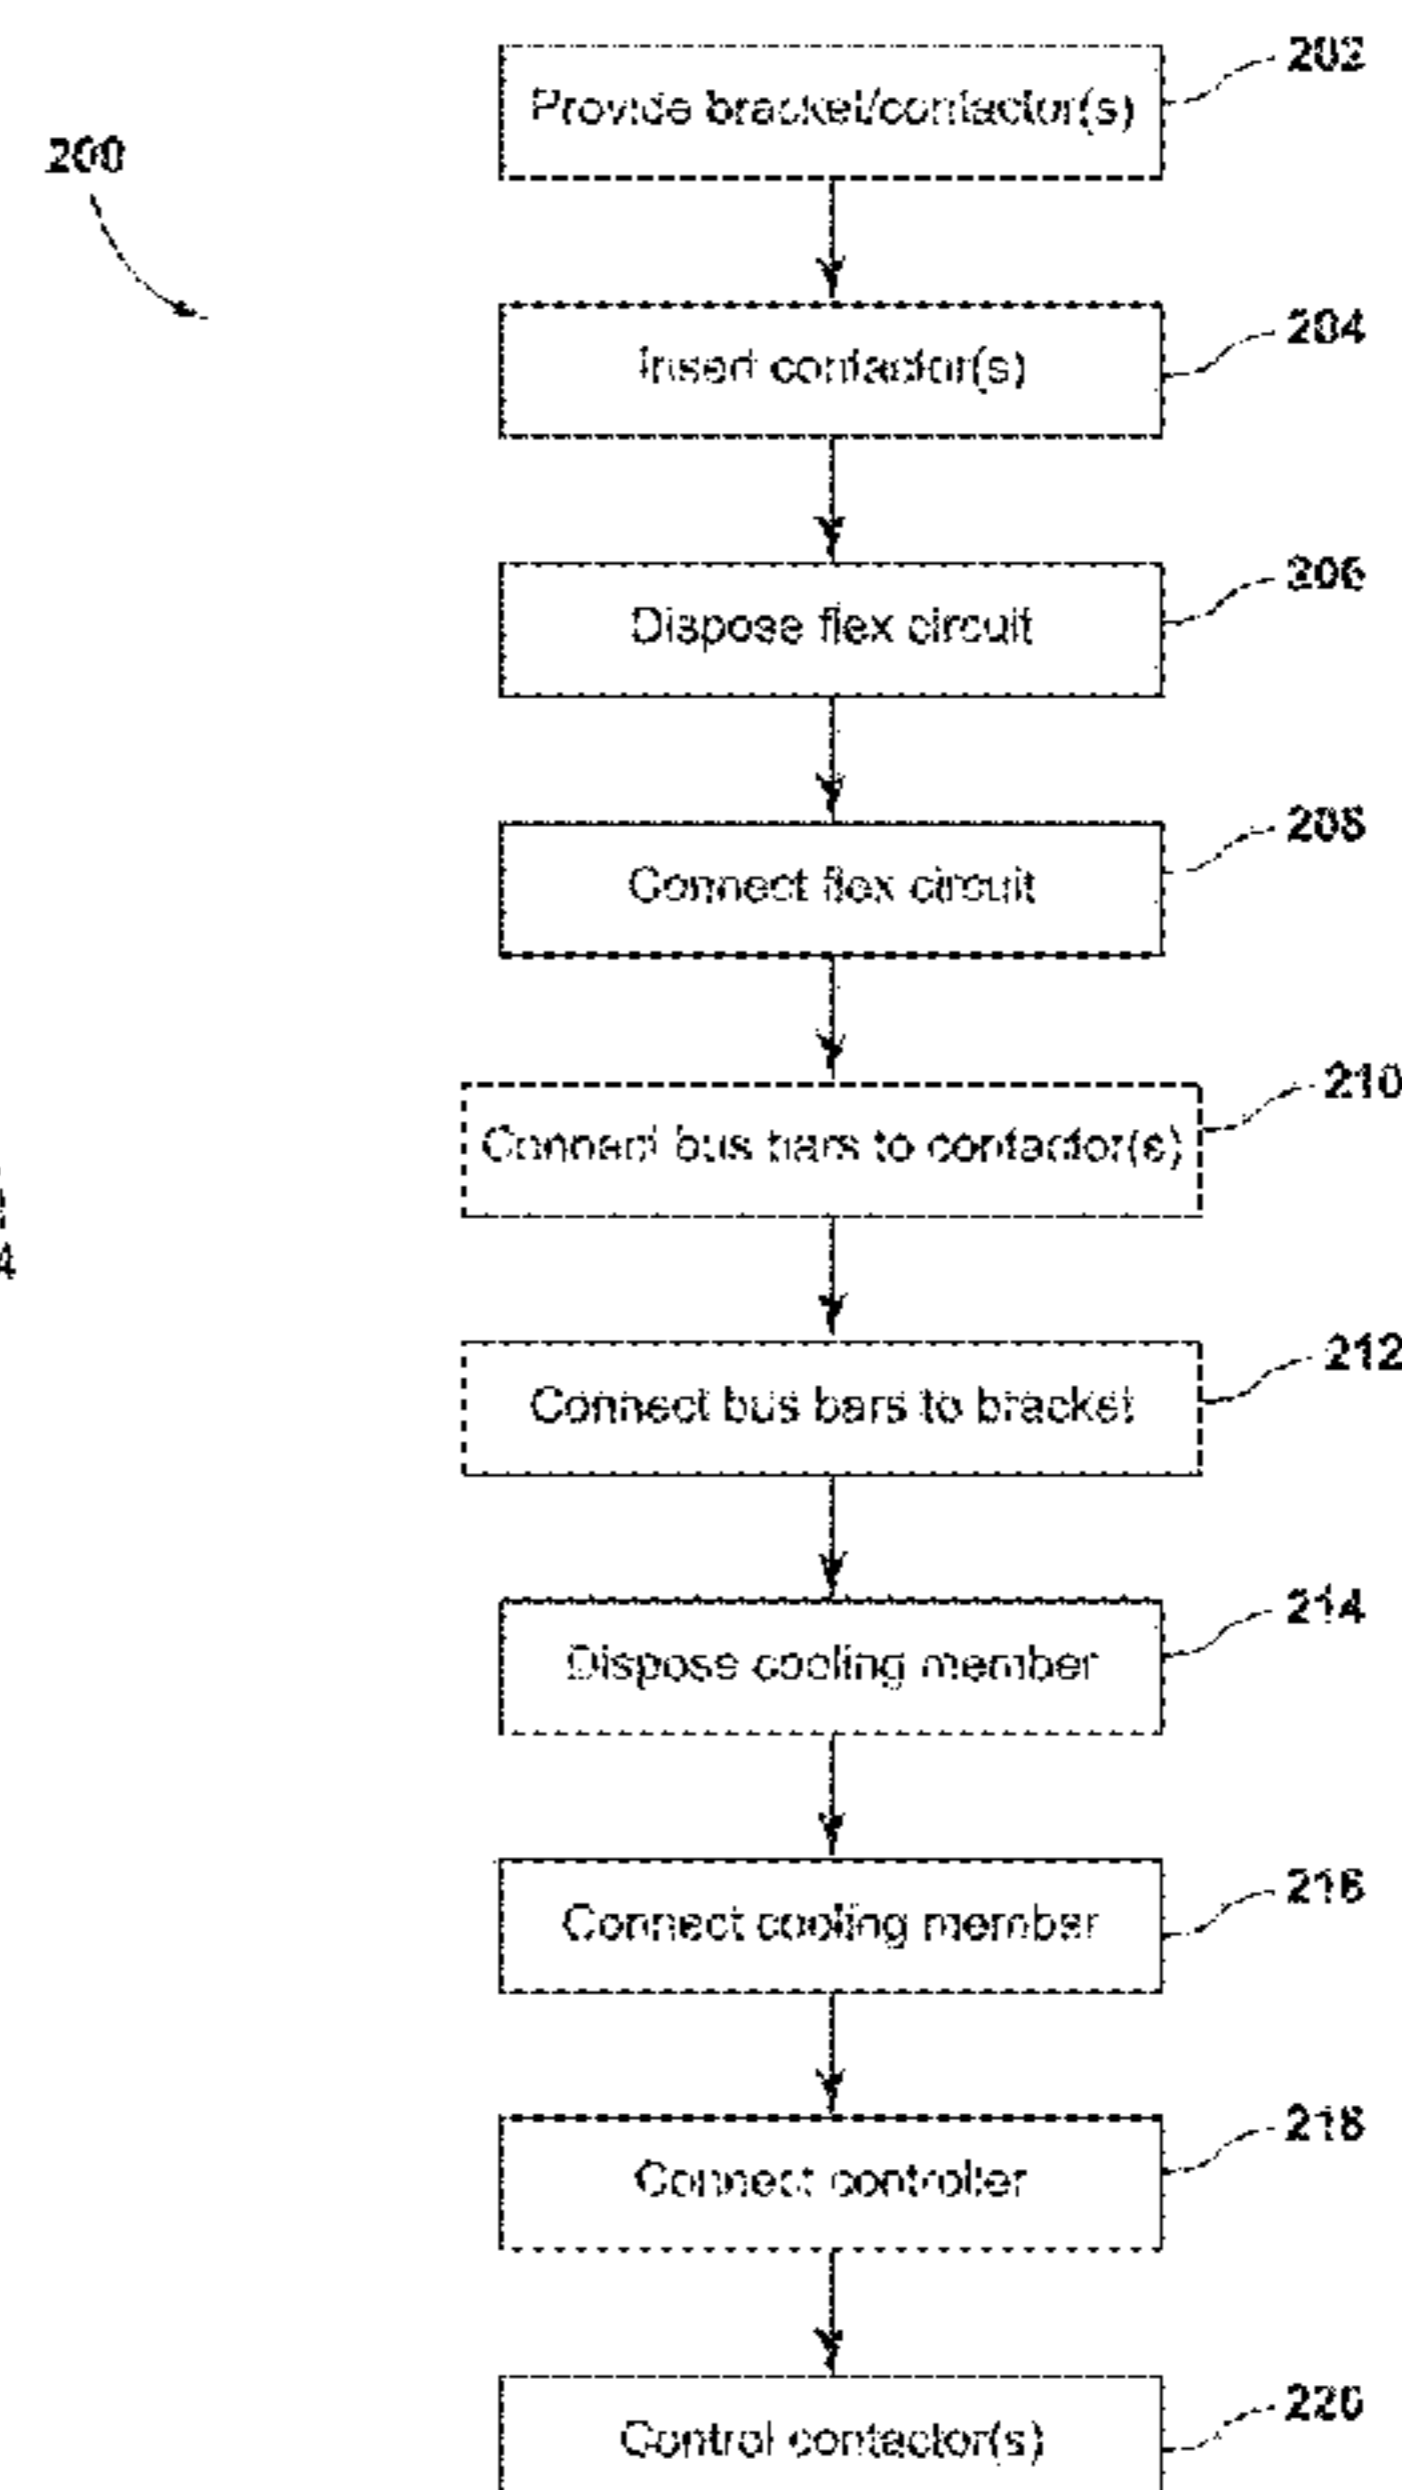 202
Provide bracket/contactor(s)
200
204
Insert contactor(s)
206
Dispose flex circuit
208
Connect flex circuit
210
Connect bus bars to contactor(s)
212
Connect bus bars to bracket
4
214
Dispose cooling member
216
Connect cooling member
218
Connect controller
220
Control contactor(s)